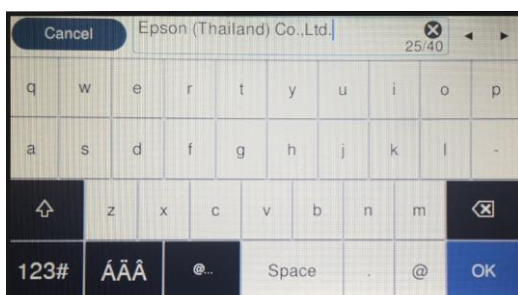 Cancel Epson (Thailand) Co.,Ltd. 25/40
q w e r t y u i o p
a s d f g h j k l -
z x c v b n m
123# ÁÄÂ @... Space . @ OK